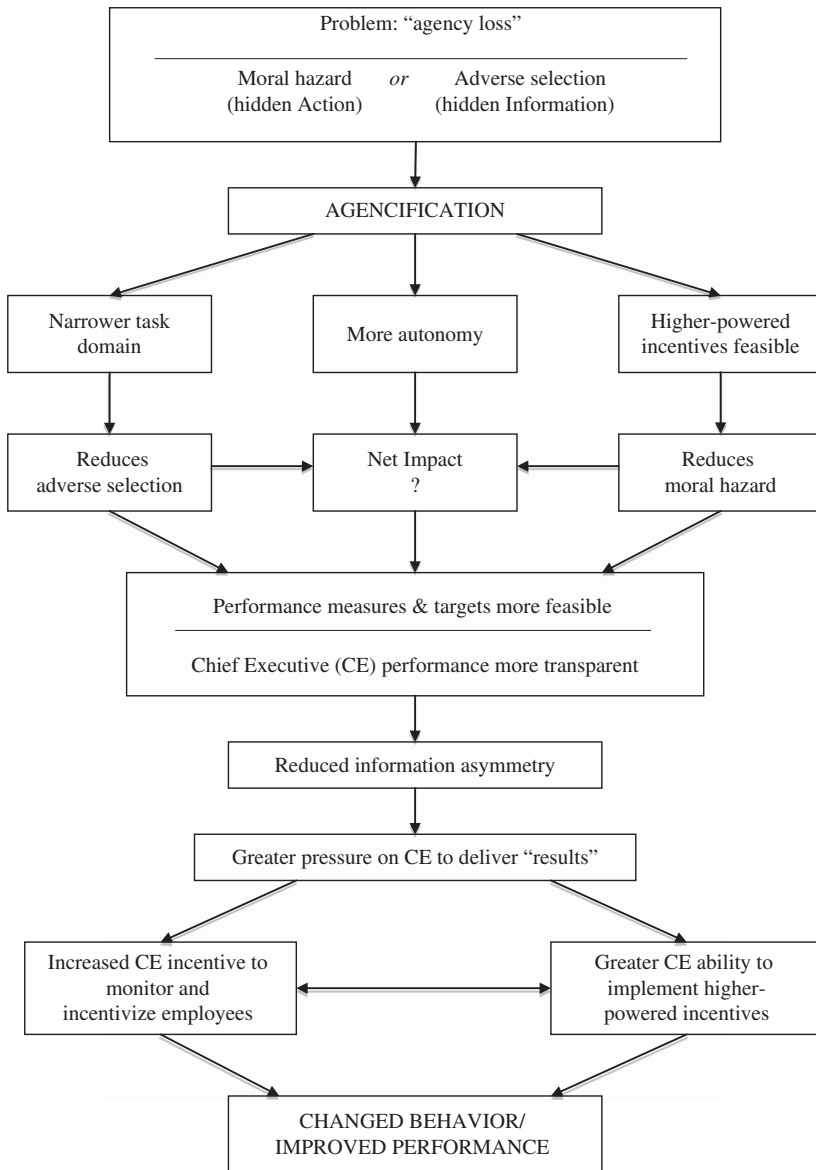 Problem: “agency loss”
Moral hazard or Adverse selection
(hidden Action) (hidden Information)
AGENCIFICATION
Narrower task
domain
More autonomy
Higher-powered
incentives feasible
Reduces
adverse selection
Net Impact
?
Reduces
moral hazard
Performance measures & targets more feasible
Chief Executive (CE) performance more transparent
Reduced information asymmetry
Greater pressure on CE to deliver “results”
Increased CE incentive to
monitor and
incentivize employees
Greater CE ability to
implement higher-
powered incentives
CHANGED BEHAVIOR/
IMPROVED PERFORMANCE